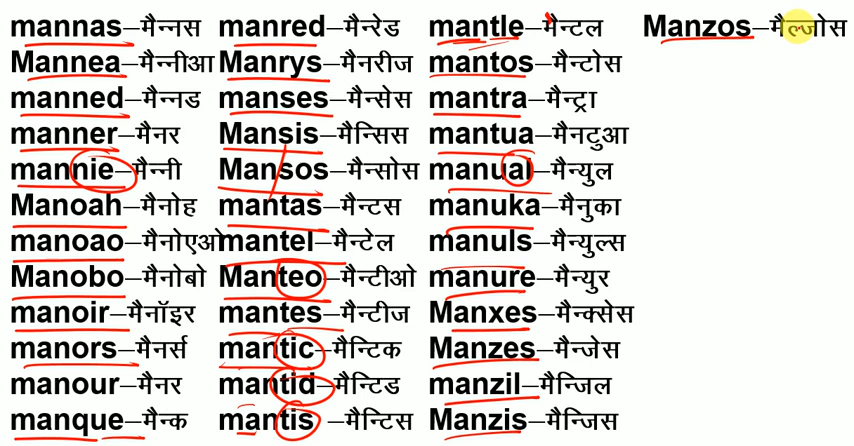 mannas–मैन्नस
Mannea–मैन्नीआ
manned–मैन्नड
manner–मैनर
mannie–मैन्नी
Manoah–मैनोह
manoao–मैनोएओ
Manobo–मैनोबो
manoir–मैनॉइर
manors–मैनर्स
manour–मैनर
manque–मैन्क
manred–मैन्रेड
Manrys–मैनरीज
manses–मैन्सेस
Mansis–मैन्सिस
Mansos–मैन्सोस
mantas–मैन्टस
mantel–मैन्टेल
Manteo–मैन्टीओ
mantes–मैन्टीज
mantic–मैन्टिक
mantid–मैन्टिड
mantis–मैन्टिस
mantle–मैन्टल
mantos–मैन्टोस
mantra–मैन्ट्रा
mantua–मैनटुआ
manual–मैन्युल
manuka–मैनुका
manuls–मैन्युल्स
manure–मैन्युर
Manxes–मैन्क्सेस
Manzes–मैन्जेस
manzil–मैन्जिल
Manzis–मैन्जिस
Manzos–मैल्जोस